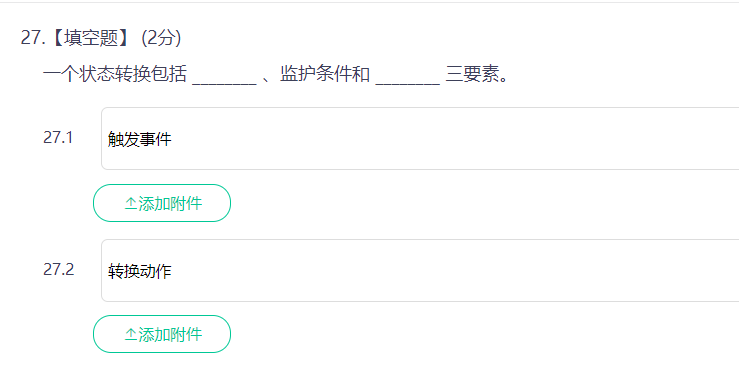 27.【填空题】 (2分)
一个状态转换包括 ________ 、监护条件和 ________ 三要素。
27.1 触发事件
添加附件
27.2 转换动作
添加附件